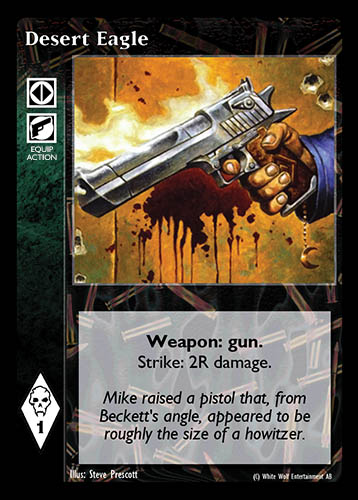 Desert Eagle
EQUIP
ACTION
Weapon: gun.
Strike: 2R damage.
Mike raised a pistol that, from
Beckett's angle, appeared to be
roughly the size of a howitzer.
1
Illus: Steve Prescott
(C) White Wolf Entertainment AB